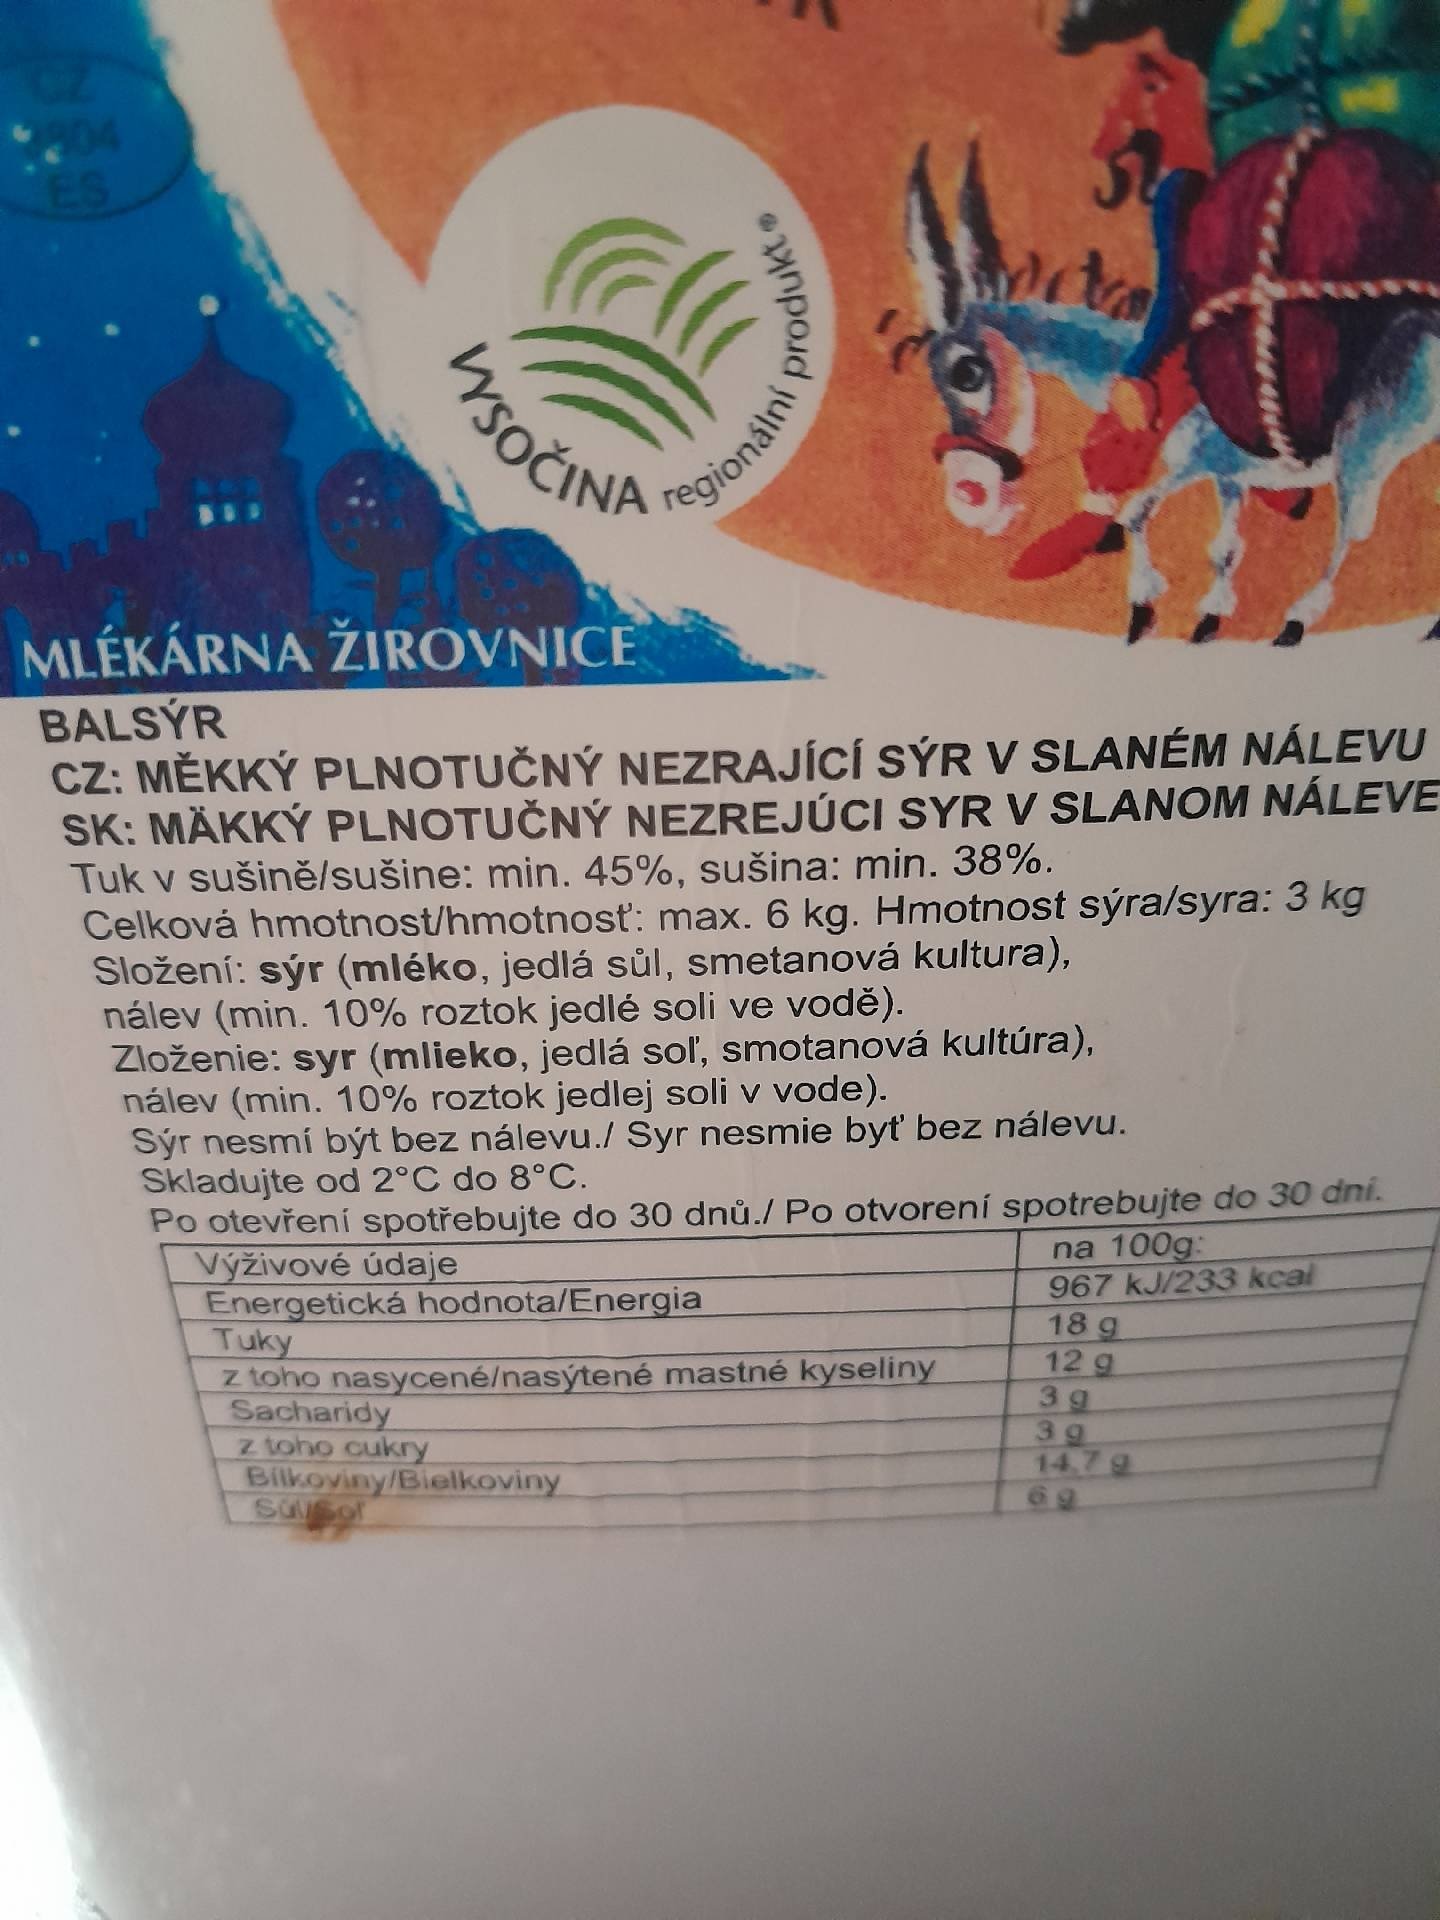 CZ
ES
VYSOČINA regionální produkt®
MLÉKÁRNA ŽIROVNICE
BALSÝR
CZ: MĚKKÝ PLNOTUČNÝ NEZRAJÍCÍ SÝR V SLANÉM NÁLEVU
SK: MÄKKÝ PLNOTUČNÝ NEZREJÚCI SYR V SLANOM NÁLEVE
Tuk v sušině/sušine: min. 45%, sušina: min. 38%.
Celková hmotnost/hmotnosť: max. 6 kg. Hmotnost sýra/syra: 3 kg
Složení: sýr (mléko, jedlá sůl, smetanová kultura),
nálev (min. 10% roztok jedlé soli ve vodě).
Zloženie: syr (mlieko, jedlá soľ, smotanová kultúra),
nálev (min. 10% roztok jedlej soli v vode).
Sýr nesmí být bez nálevu./ Syr nesmie byť bez nálevu.
Skladujte od 2°C do 8°C.
Po otevření spotřebujte do 30 dnů./ Po otvorení spotrebujte do 30 dní.
Výživové údaje na 100g:
Energetická hodnota/Energia 967 kJ/233 kcal
Tuky 18 g
z toho nasycené/nasýtené mastné kyseliny 12 g
Sacharidy 3 g
z toho cukry 3 g
Bílkoviny/Bielkoviny 14,7 g
Sůl/Soľ 6 g